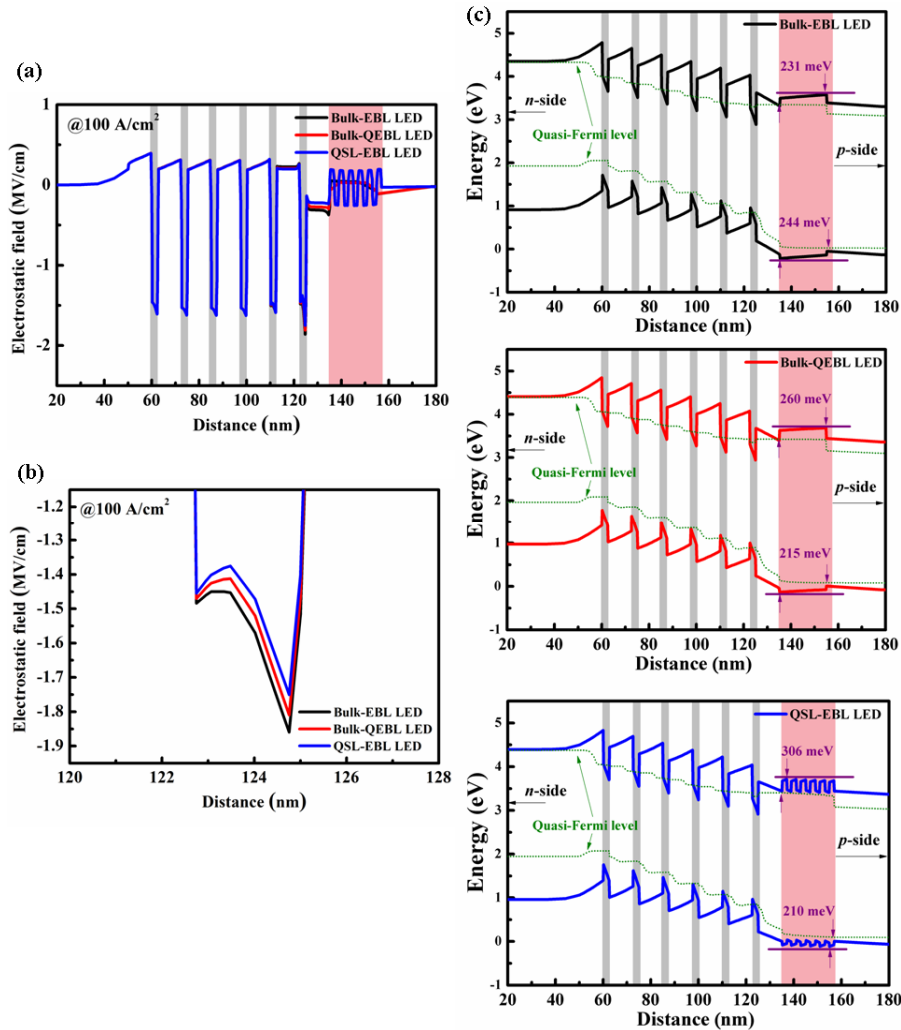 (a)
@100 A/cm²
Bulk-EBL LED
Bulk-QEBL LED
QSL-EBL LED
1
0
-1
-2
Electrostatic field (MV/cm)
20 40 60 80 100 120 140 160 180
Distance (nm)
(b)
@100 A/cm²
-1.2
-1.3
-1.4
-1.5
-1.6
-1.7
-1.8
-1.9
Electrostatic field (MV/cm)
Bulk-EBL LED
Bulk-QEBL LED
QSL-EBL LED
120 122 124 126 128
Distance (nm)
(c)
Bulk-EBL LED
231 meV
n-side
Quasi-Fermi level
p-side
244 meV
5
4
3
2
1
0
-1
Energy (eV)
20 40 60 80 100 120 140 160 180
Distance (nm)
Bulk-QEBL LED
260 meV
n-side
Quasi-Fermi level
p-side
215 meV
5
4
3
2
1
0
-1
Energy (eV)
20 40 60 80 100 120 140 160 180
Distance (nm)
QSL-EBL LED
306 meV
n-side
Quasi-Fermi level
p-side
210 meV
5
4
3
2
1
0
-1
Energy (eV)
20 40 60 80 100 120 140 160 180
Distance (nm)